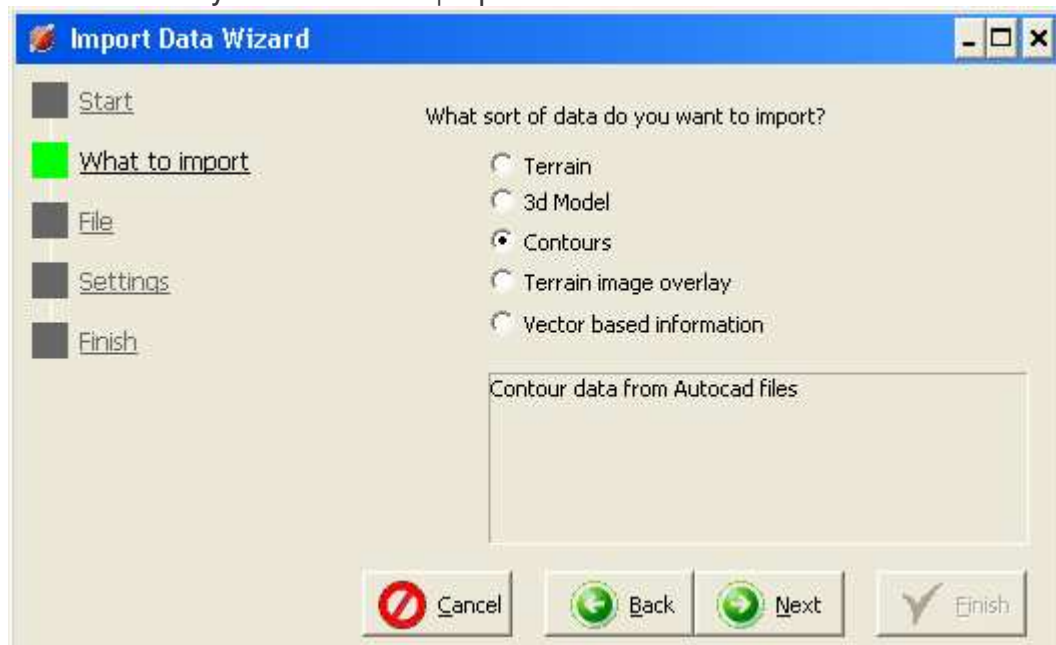 Import Data Wizard
Start
What to import
File
Settings
Finish
What sort of data do you want to import?
Terrain
3d Model
Contours
Terrain image overlay
Vector based information
Contour data from Autocad files
Cancel
Back
Next
Finish